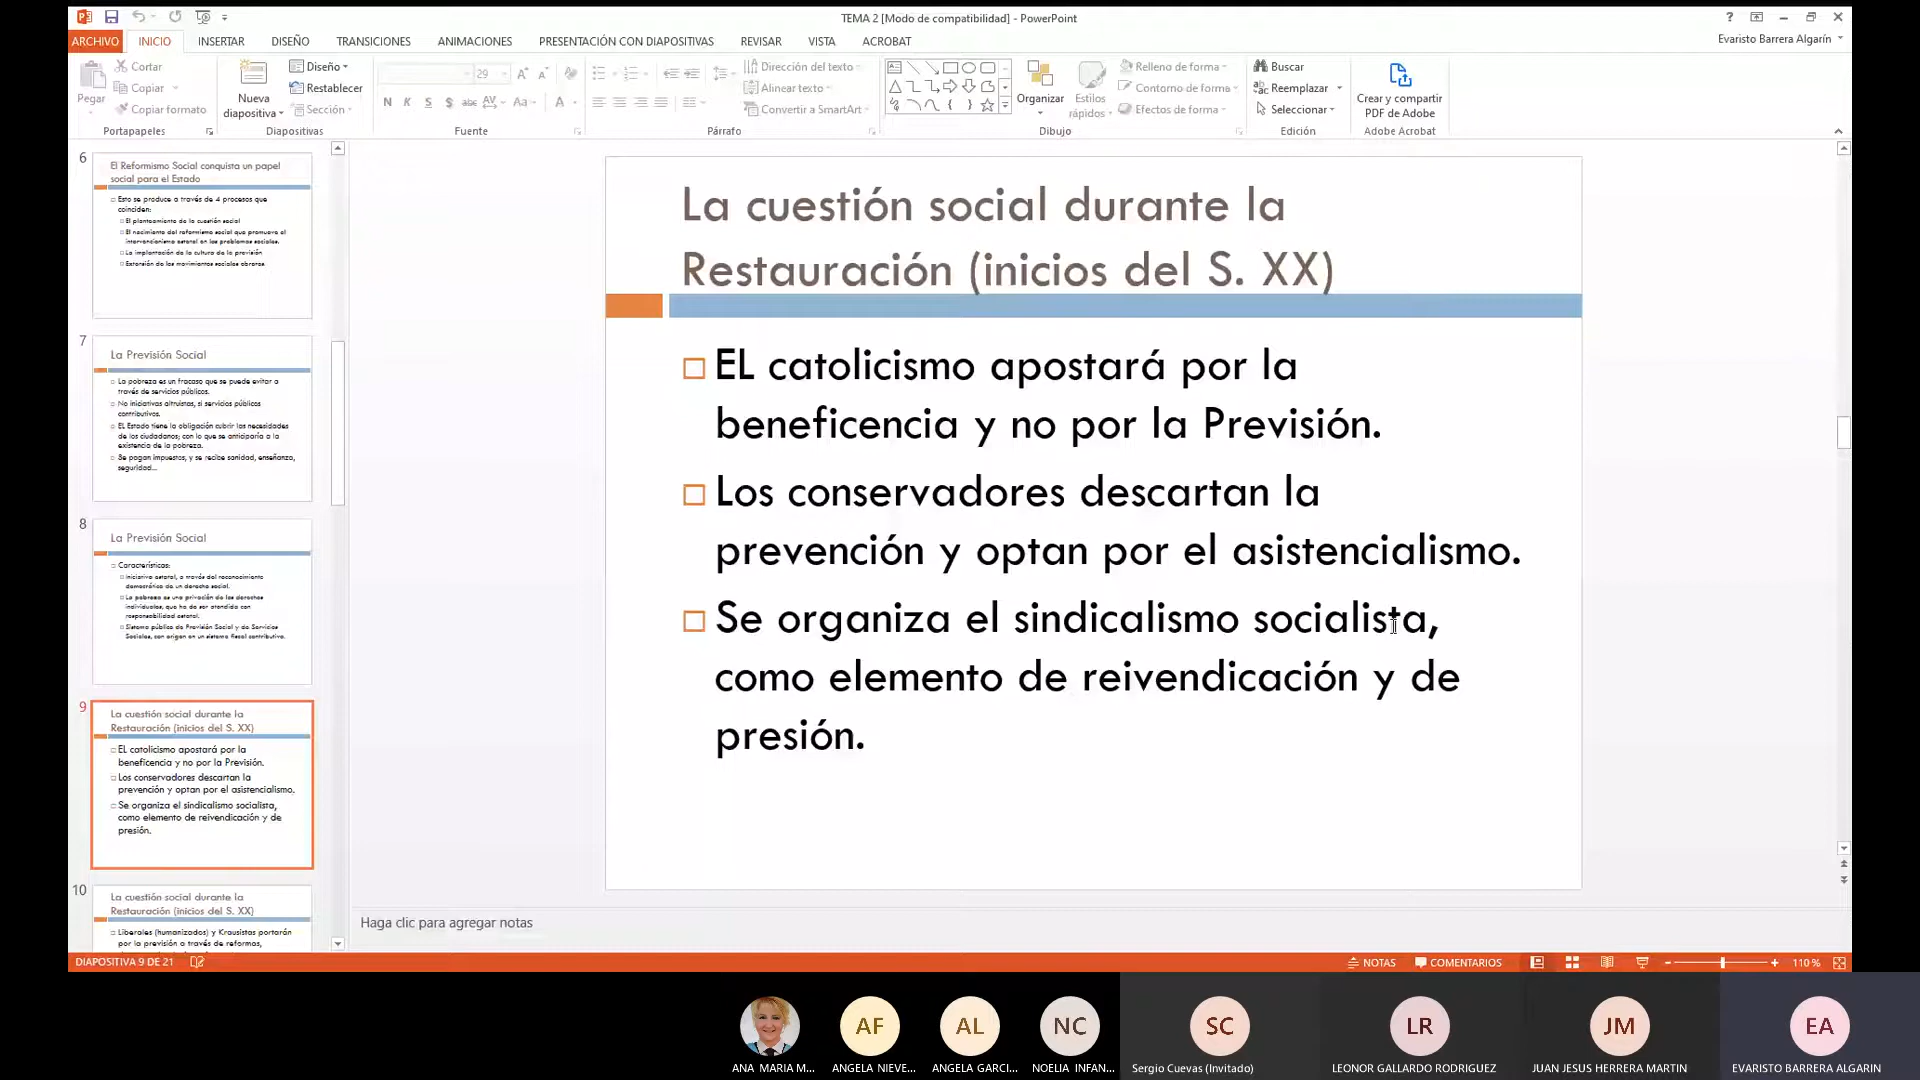 TEMA 2 [Modo de compatibilidad] - PowerPoint
ARCHIVO INICIO INSERTAR DISEÑO TRANSICIONES ANIMACIONES PRESENTACIÓN CON DIAPOSITIVAS REVISAR VISTA ACROBAT
Evaristo Barrera Algarín
Pegar
Cortar
Copiar
Copiar formato
Portapapeles
Nueva
diapositiva
Diseño
Restablecer
Sección
Diapositivas
29
N K S S abc AV Aa A
Fuente
Dirección del texto
Alinear texto
Convertir a SmartArt
Párrafo
Organizar
Estilos
rápidos
Relleno de forma
Contorno de forma
Efectos de forma
Dibujo
Buscar
Reemplazar
Seleccionar
Edición
Crear y compartir
PDF de Adobe
Adobe Acrobat
6
El Reformismo Social conquista un papel
social para el Estado
Esto se produce a través de 4 procesos que
coinciden:
El planteamiento de la cuestión social
El nacimiento del reformismo social que promueve el
intervencionismo estatal en los problemas sociales.
La implantación de la cultura de la previsión
Extensión de los movimientos sociales obreros.
7
La Previsión Social
La pobreza es un fracaso que se puede evitar a
través de servicios públicos.
No iniciativas altruistas, si servicios públicos
contributivos.
EL Estado tiene la obligación cubrir las necesidades
de los ciudadanos; con lo que se anticiparía a la
existencia de la pobreza.
Se pagan impuestos, y se recibe sanidad, enseñanza,
seguridad...
8
La Previsión Social
Características:
Iniciativa estatal, a través del reconocimiento
democrático de un derecho social.
La pobreza es una privación de los derechos
individuales, que ha de ser atendida con
responsabilidad estatal.
Sistema público de Previsión Social y de Servicios
Sociales, con origen en un sistema fiscal contributivo.
9
La cuestión social durante la
Restauración (inicios del S. XX)
EL catolicismo apostará por la
beneficencia y no por la Previsión.
Los conservadores descartan la
prevención y optan por el asistencialismo.
Se organiza el sindicalismo socialista,
como elemento de reivindicación y de
presión.
10
La cuestión social durante la
Restauración (inicios del S. XX)
Liberales (humanizados) y Krausistas portarán
por la previsión a través de reformas,
La cuestión social durante la
Restauración (inicios del S. XX)
EL catolicismo apostará por la
beneficencia y no por la Previsión.
Los conservadores descartan la
prevención y optan por el asistencialismo.
Se organiza el sindicalismo socialista,
como elemento de reivendicación y de
presión.
Haga clic para agregar notas
DIAPOSITIVA 9 DE 21
NOTAS COMENTARIOS 110 %
AF AL NC SC LR JM EA
ANA MARIA M... ANGELA NIEVE... ANGELA GARCI... NOELIA INFAN... Sergio Cuevas (Invitado) LEONOR GALLARDO RODRIGUEZ JUAN JESUS HERRERA MARTIN EVARISTO BARRERA ALGARIN